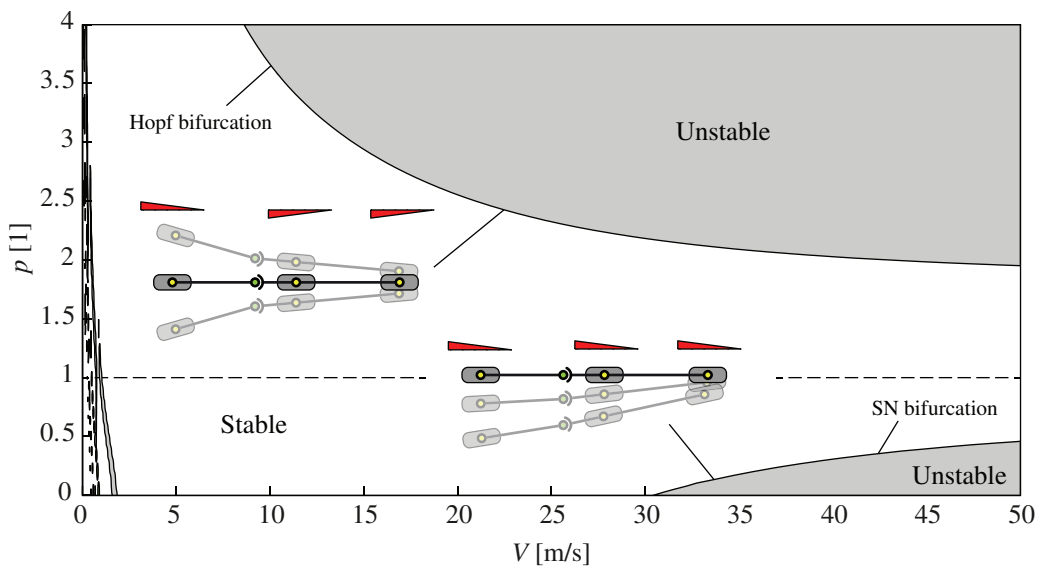 4
3.5
3
2.5
2
1.5
1
0.5
0
p [1]
Hopf bifurcation
Unstable
Stable
SN bifurcation
Unstable
0 5 10 15 20 25 30 35 40 45 50
V [m/s]